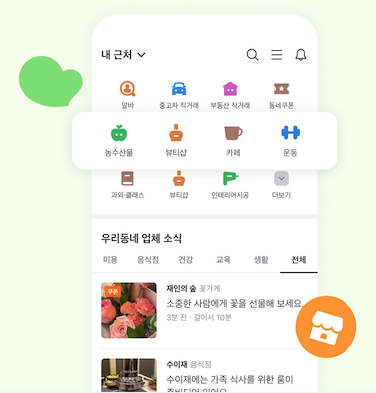 내 근처
알바
중고차 직거래
부동산 직거래
동네쿠폰
농수산물
뷰티샵
카페
운동
과외·클래스
뷰티샵
인테리어시공
더보기
우리동네 업체 소식
미용
음식점
건강
교육
생활
전체
쿠폰
재인의 숲 꽃가게
소중한 사람에게 꽃을 선물해 보세요.
3분 전 · 걸어서 10분
수이재 음식점
수이재에는 가족 식사를 위한 룸이